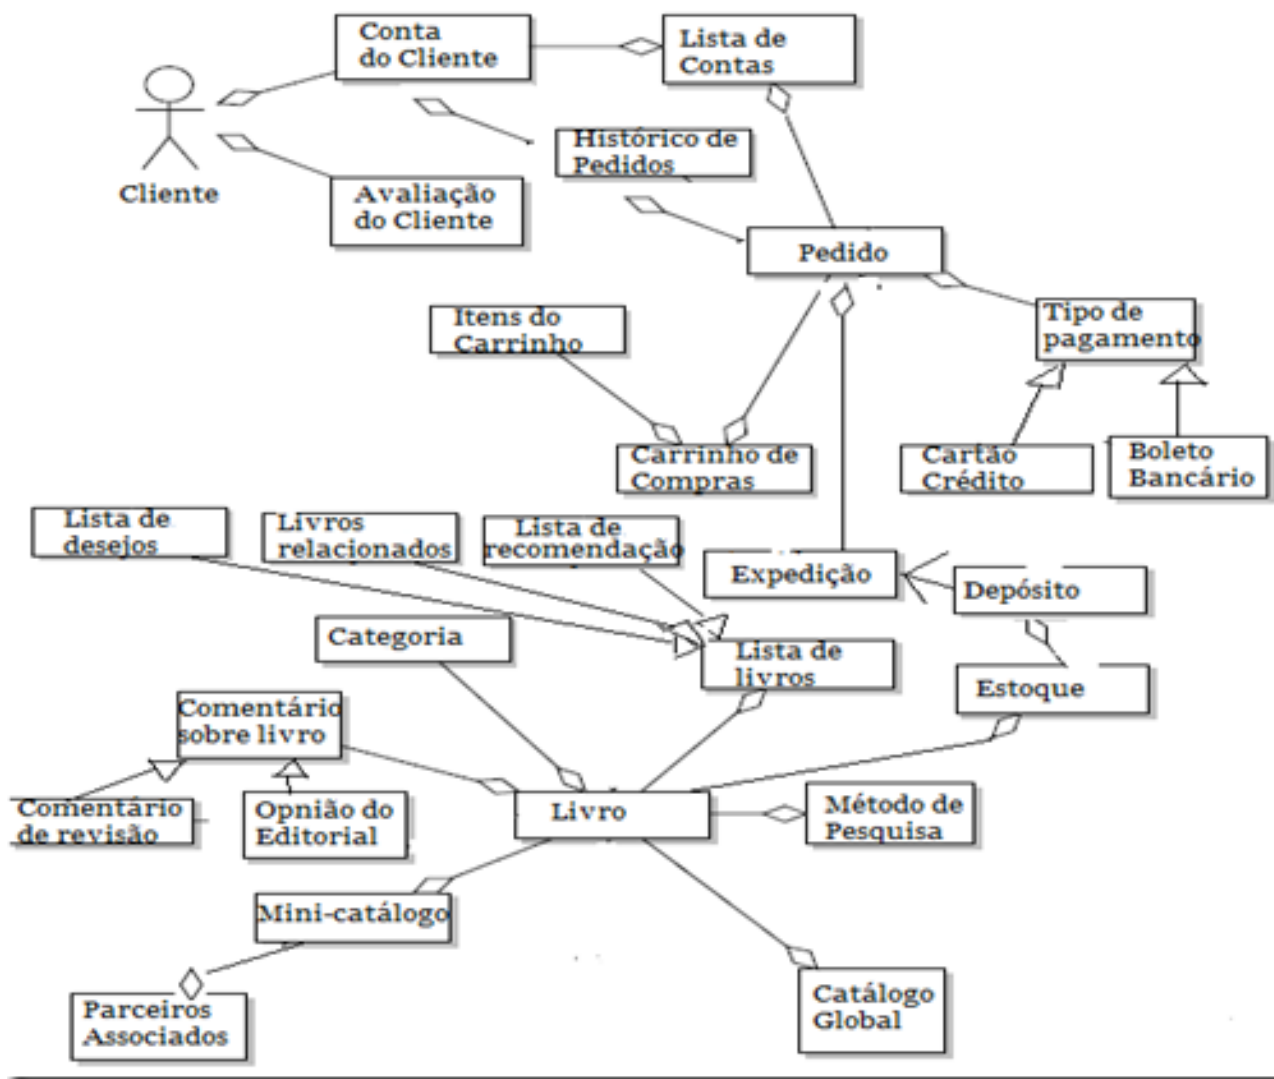 Conta
do Cliente
Lista de
Contas
Cliente
Histórico de
Pedidos
Avaliação
do Cliente
Pedido
Itens do
Carrinho
Tipo de
pagamento
Carrinho de
Compras
Cartão
Crédito
Boleto
Bancário
Lista de
desejos
Livros
relacionados
Lista de
recomendação
Expedição
Depósito
Categoria
Lista de
livros
Estoque
Comentário
sobre livro
Comentário
de revisão
Opnião do
Editorial
Livro
Método de
Pesquisa
Mini-catálogo
Parceiros
Associados
Catálogo
Global